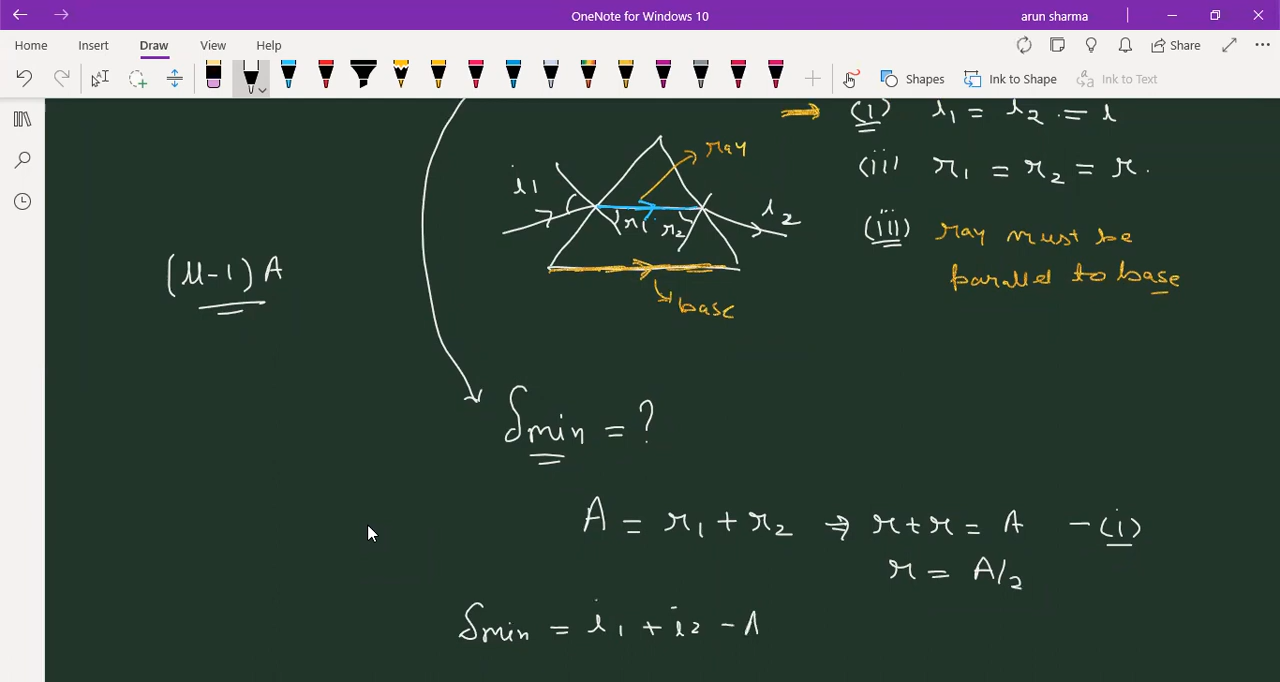 OneNote for Windows 10
arun sharma
Home Insert Draw View Help
Share
Shapes Ink to Shape Ink to Text
(i) i1 = i2 = i
(ii) r1 = r2 = r.
(iii) ray must be
parallel to base
ray
i1
r1 r2
i2
base
(μ-1)A
δmin = ?
A = r1 + r2 ⇒ r + r = A -(i)
r = A/2
δmin = i1 + i2 - A